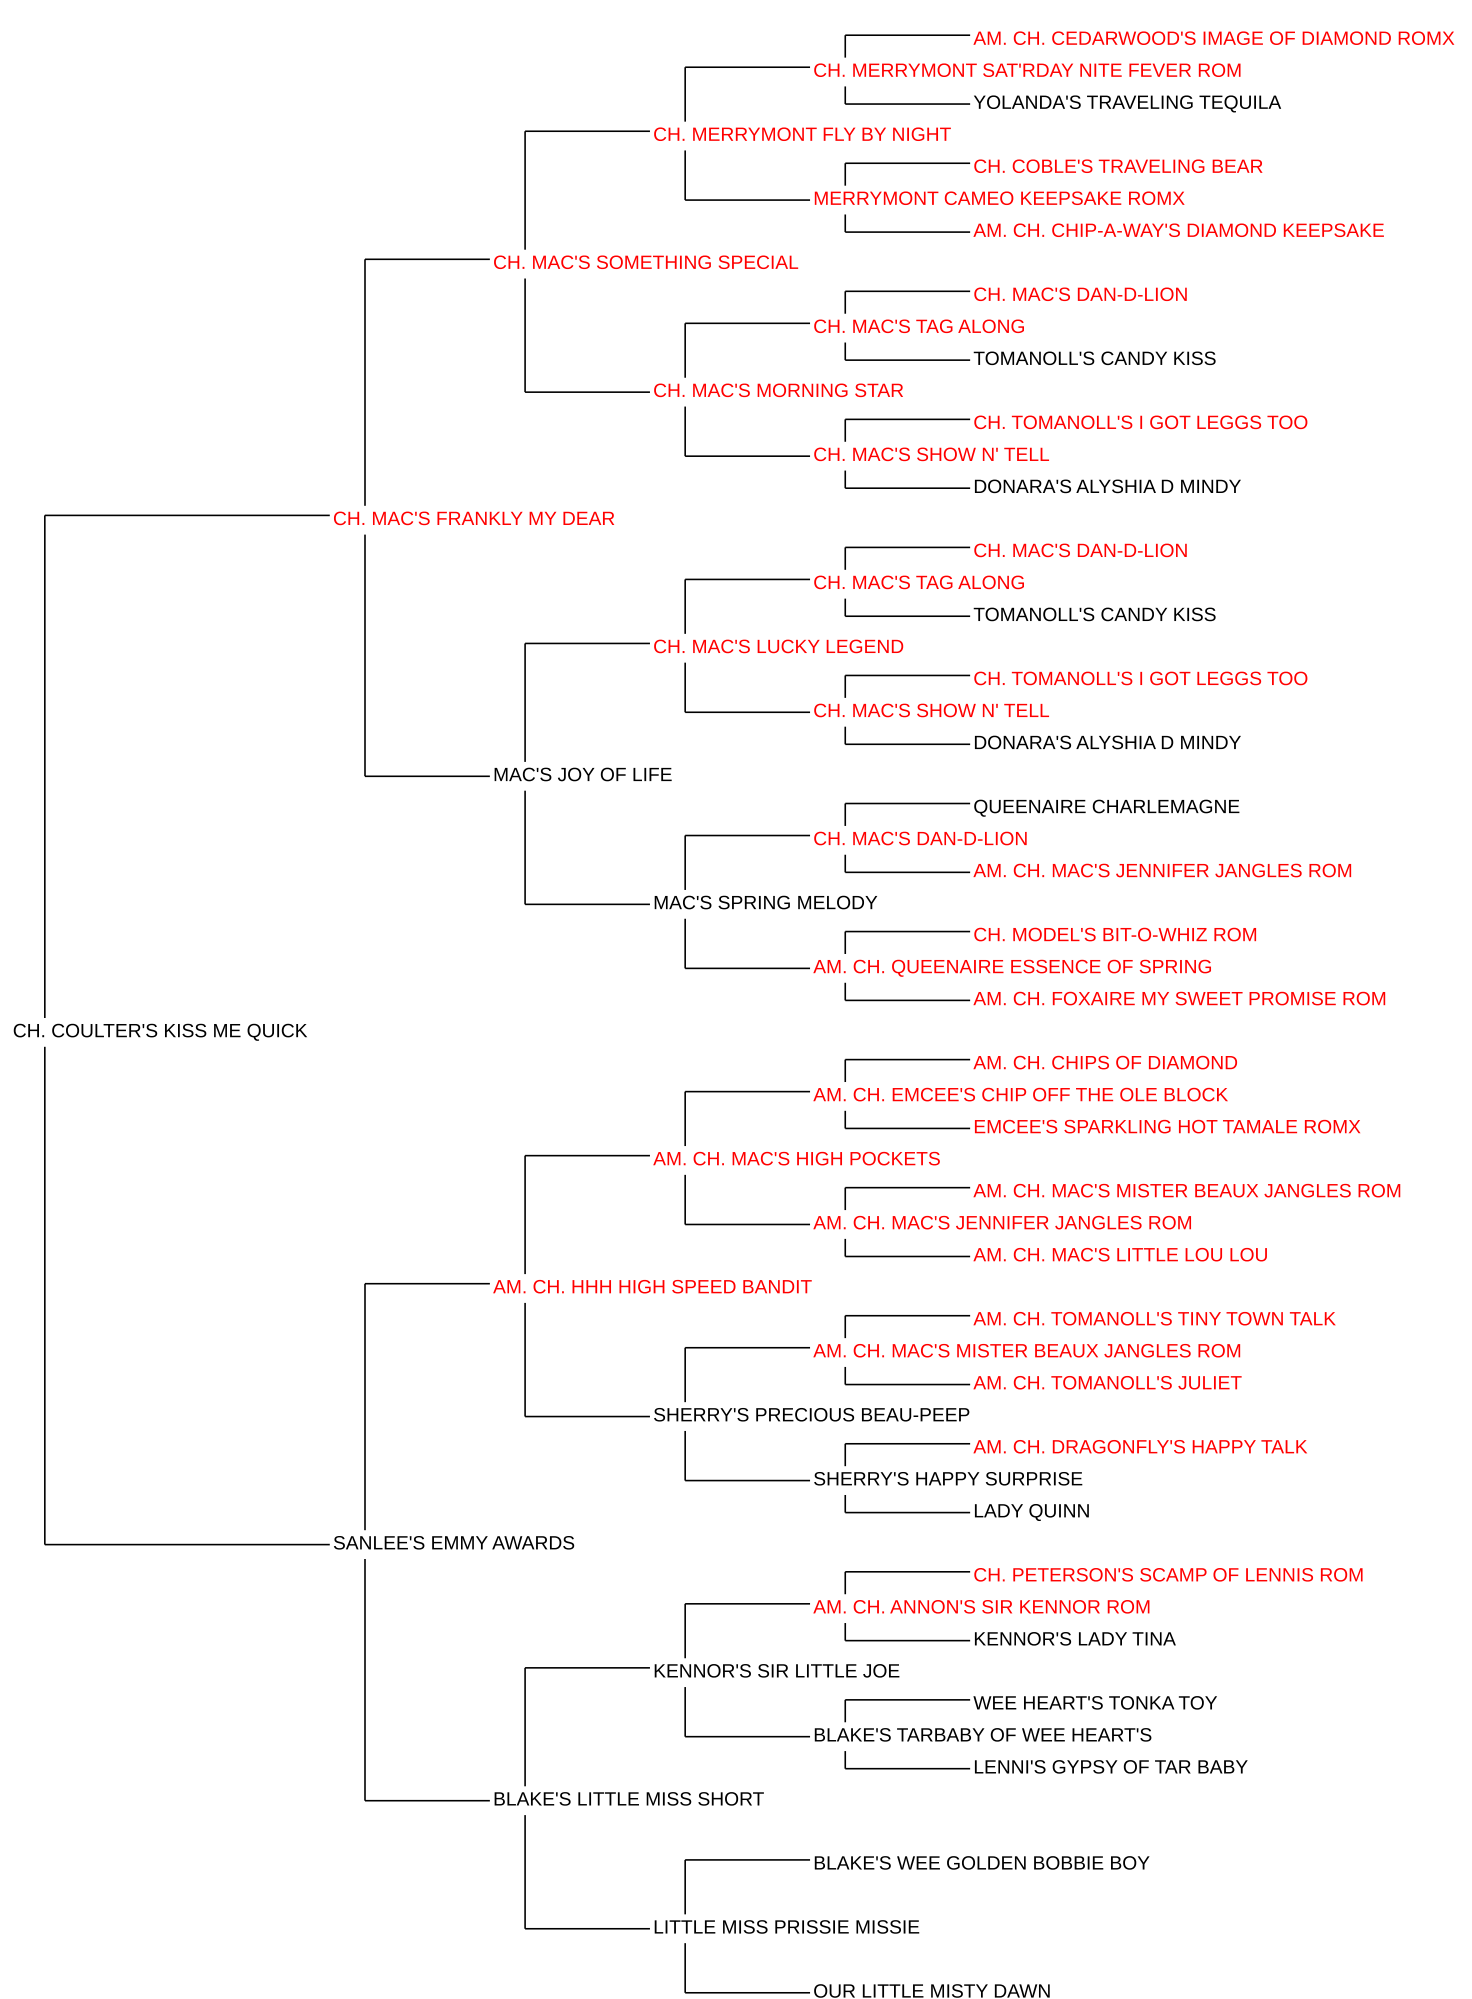 AM. CH. CEDARWOOD'S IMAGE OF DIAMOND ROMX
CH. MERRYMONT SAT'RDAY NITE FEVER ROM
YOLANDA'S TRAVELING TEQUILA
CH. MERRYMONT FLY BY NIGHT
CH. COBLE'S TRAVELING BEAR
MERRYMONT CAMEO KEEPSAKE ROMX
AM. CH. CHIP-A-WAY'S DIAMOND KEEPSAKE
CH. MAC'S SOMETHING SPECIAL
CH. MAC'S DAN-D-LION
CH. MAC'S TAG ALONG
TOMANOLL'S CANDY KISS
CH. MAC'S MORNING STAR
CH. TOMANOLL'S I GOT LEGGS TOO
CH. MAC'S SHOW N' TELL
DONARA'S ALYSHIA D MINDY
CH. MAC'S FRANKLY MY DEAR
CH. MAC'S DAN-D-LION
CH. MAC'S TAG ALONG
TOMANOLL'S CANDY KISS
CH. MAC'S LUCKY LEGEND
CH. TOMANOLL'S I GOT LEGGS TOO
CH. MAC'S SHOW N' TELL
DONARA'S ALYSHIA D MINDY
MAC'S JOY OF LIFE
QUEENAIRE CHARLEMAGNE
CH. MAC'S DAN-D-LION
AM. CH. MAC'S JENNIFER JANGLES ROM
MAC'S SPRING MELODY
CH. MODEL'S BIT-O-WHIZ ROM
AM. CH. QUEENAIRE ESSENCE OF SPRING
AM. CH. FOXAIRE MY SWEET PROMISE ROM
CH. COULTER'S KISS ME QUICK
AM. CH. CHIPS OF DIAMOND
AM. CH. EMCEE'S CHIP OFF THE OLE BLOCK
EMCEE'S SPARKLING HOT TAMALE ROMX
AM. CH. MAC'S HIGH POCKETS
AM. CH. MAC'S MISTER BEAUX JANGLES ROM
AM. CH. MAC'S JENNIFER JANGLES ROM
AM. CH. MAC'S LITTLE LOU LOU
AM. CH. HHH HIGH SPEED BANDIT
AM. CH. TOMANOLL'S TINY TOWN TALK
AM. CH. MAC'S MISTER BEAUX JANGLES ROM
AM. CH. TOMANOLL'S JULIET
SHERRY'S PRECIOUS BEAU-PEEP
AM. CH. DRAGONFLY'S HAPPY TALK
SHERRY'S HAPPY SURPRISE
LADY QUINN
SANLEE'S EMMY AWARDS
CH. PETERSON'S SCAMP OF LENNIS ROM
AM. CH. ANNON'S SIR KENNOR ROM
KENNOR'S LADY TINA
KENNOR'S SIR LITTLE JOE
WEE HEART'S TONKA TOY
BLAKE'S TARBABY OF WEE HEART'S
LENNI'S GYPSY OF TAR BABY
BLAKE'S LITTLE MISS SHORT
BLAKE'S WEE GOLDEN BOBBIE BOY
LITTLE MISS PRISSIE MISSIE
OUR LITTLE MISTY DAWN